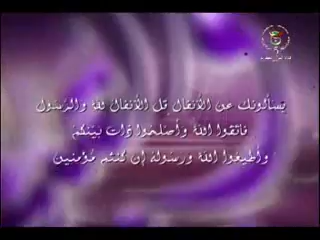 يسألونك عن الأنفال قل الأنفال لله والرسول
فاتقوا الله وأصلحوا ذات بينكم
وأطيعوا الله ورسوله إن كنتم مؤمنين